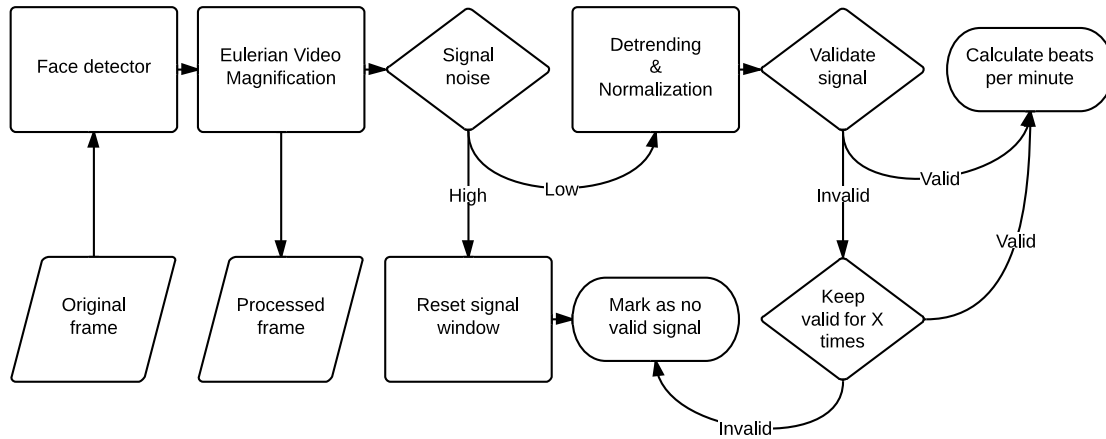 Face detector
Eulerian Video
Magnification
Signal
noise
Detrending
&
Normalization
Validate
signal
Calculate beats
per minute
High
Low
Invalid
Valid
Valid
Original
frame
Processed
frame
Reset signal
window
Mark as no
valid signal
Keep
valid for X
times
Invalid